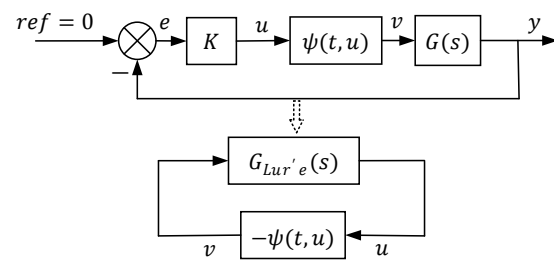 ref = 0 e K u ψ(t, u) v G(s) y
−
G_{Lur' e}(s)
−ψ(t, u)
v u